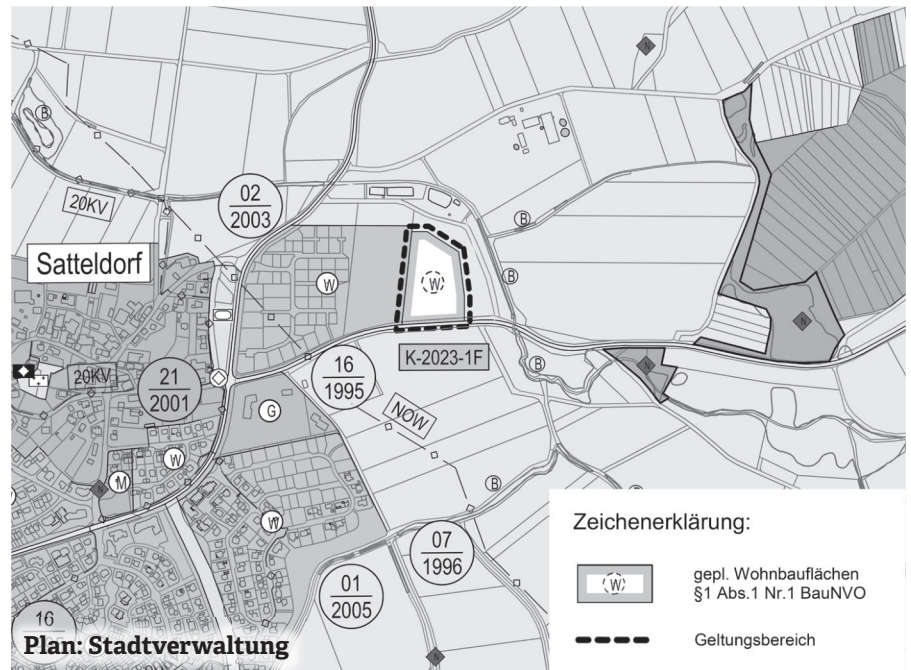 N
B
20KV
02
2003
B
Satteldorf
W
W
B
N
K-2023-1F
N
20KV
21
2001
16
1995
B
G
NOW
W
M
N
W
B
07
1996
01
2005
16
N
Plan: Stadtverwaltung
Zeichenerklärung:
W
gepl. Wohnbauflächen
§1 Abs.1 Nr.1 BauNVO
Geltungsbereich